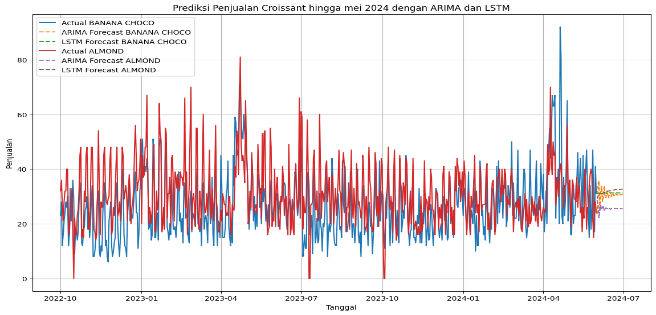 Prediksi Penjualan Croissant hingga mei 2024 dengan ARIMA dan LSTM
Actual BANANA CHOCO
ARIMA Forecast BANANA CHOCO
LSTM Forecast BANANA CHOCO
Actual ALMOND
ARIMA Forecast ALMOND
LSTM Forecast ALMOND
Penjualan
80
60
40
20
0
2022-10
2023-01
2023-04
2023-07
2023-10
2024-01
2024-04
2024-07
Tanggal